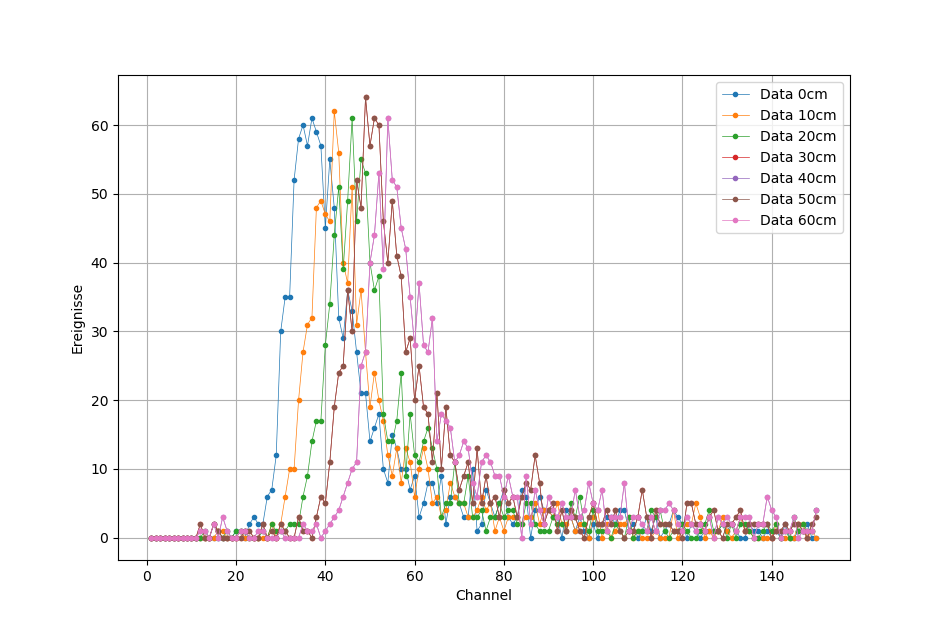 Data 0cm
Data 10cm
Data 20cm
Data 30cm
Data 40cm
Data 50cm
Data 60cm
60
50
40
30
20
10
0
Ereignisse
0 20 40 60 80 100 120 140
Channel